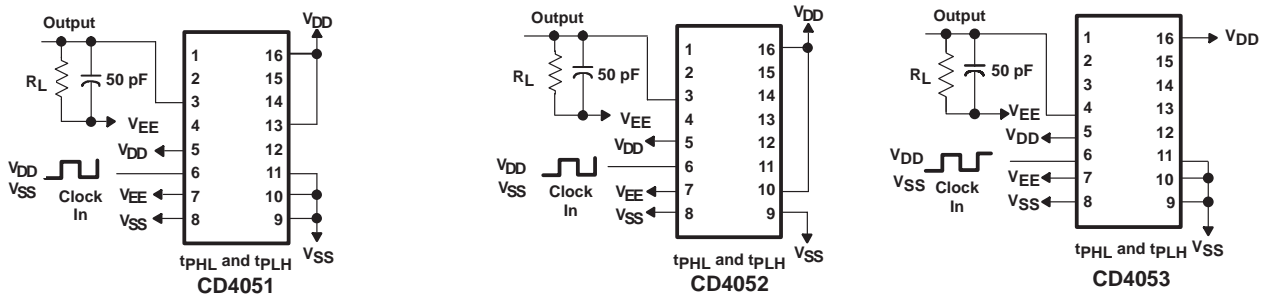 Output
VDD
1 16
RL 50 pF 2 15
3 14
VEE 4 13
VDD 5 12
VDD
VSS Clock In 6 11
VEE 7 10
VSS 8 9
VSS
tPHL and tPLH
CD4051
Output
VDD
1 16
RL 50 pF 2 15
3 14
VEE 4 13
VDD 5 12
VDD
VSS Clock In 6 11
VEE 7 10
VSS 8 9
VSS
tPHL and tPLH
CD4052
Output
1 16 VDD
2 15
RL 50 pF 3 14
VEE 4 13
VDD 5 12
VDD
VSS Clock In 6 11
VEE 7 10
VSS 8 9
VSS
tPHL and tPLH
CD4053